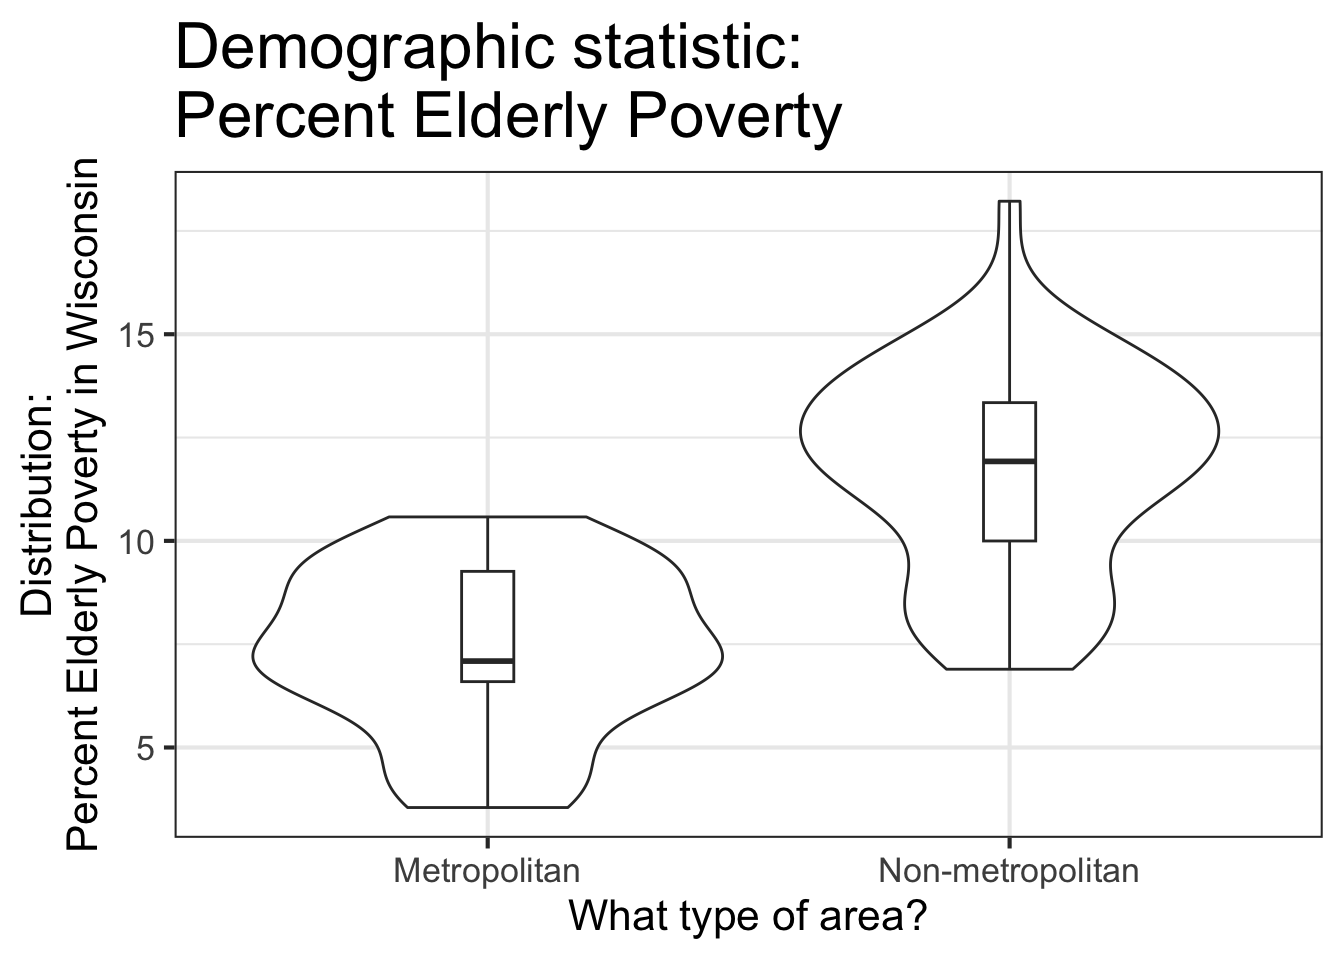 Demographic statistic:
Percent Elderly Poverty
Distribution:
Percent Elderly Poverty in Wisconsin
15
10
5
Metropolitan
Non-metropolitan
What type of area?